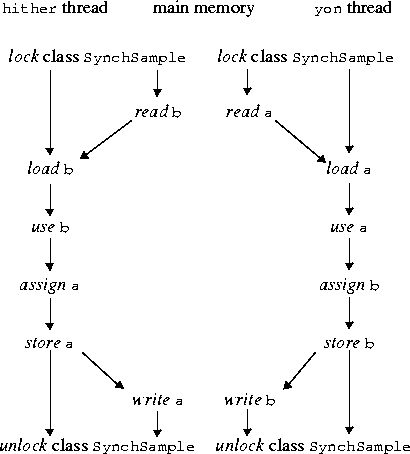 hither thread main memory yon thread
lock class SynchSample lock class SynchSample
read b read a
load b load a
use b use a
assign a assign b
store a store b
write a write b
unlock class SynchSample unlock class SynchSample